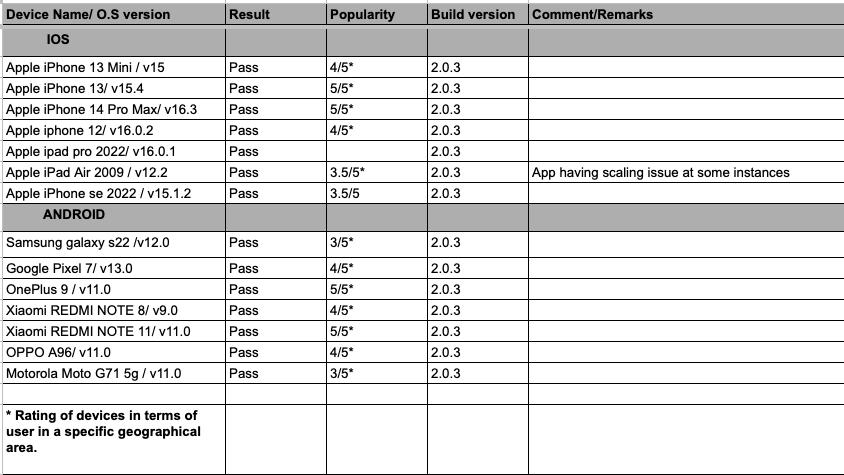 Device Name/ O.S version Result Popularity Build version Comment/Remarks
IOS
Apple iPhone 13 Mini / v15 Pass 4/5* 2.0.3
Apple iPhone 13/ v15.4 Pass 5/5* 2.0.3
Apple iPhone 14 Pro Max/ v16.3 Pass 5/5* 2.0.3
Apple iphone 12/ v16.0.2 Pass 4/5* 2.0.3
Apple ipad pro 2022/ v16.0.1 Pass 2.0.3
Apple iPad Air 2009 / v12.2 Pass 3.5/5* 2.0.3 App having scaling issue at some instances
Apple iPhone se 2022 / v15.1.2 Pass 3.5/5 2.0.3
ANDROID
Samsung galaxy s22 /v12.0 Pass 3/5* 2.0.3
Google Pixel 7/ v13.0 Pass 4/5* 2.0.3
OnePlus 9 / v11.0 Pass 5/5* 2.0.3
Xiaomi REDMI NOTE 8/ v9.0 Pass 4/5* 2.0.3
Xiaomi REDMI NOTE 11/ v11.0 Pass 5/5* 2.0.3
OPPO A96/ v11.0 Pass 4/5* 2.0.3
Motorola Moto G71 5g / v11.0 Pass 3/5* 2.0.3
* Rating of devices in terms of
user in a specific geographical
area.